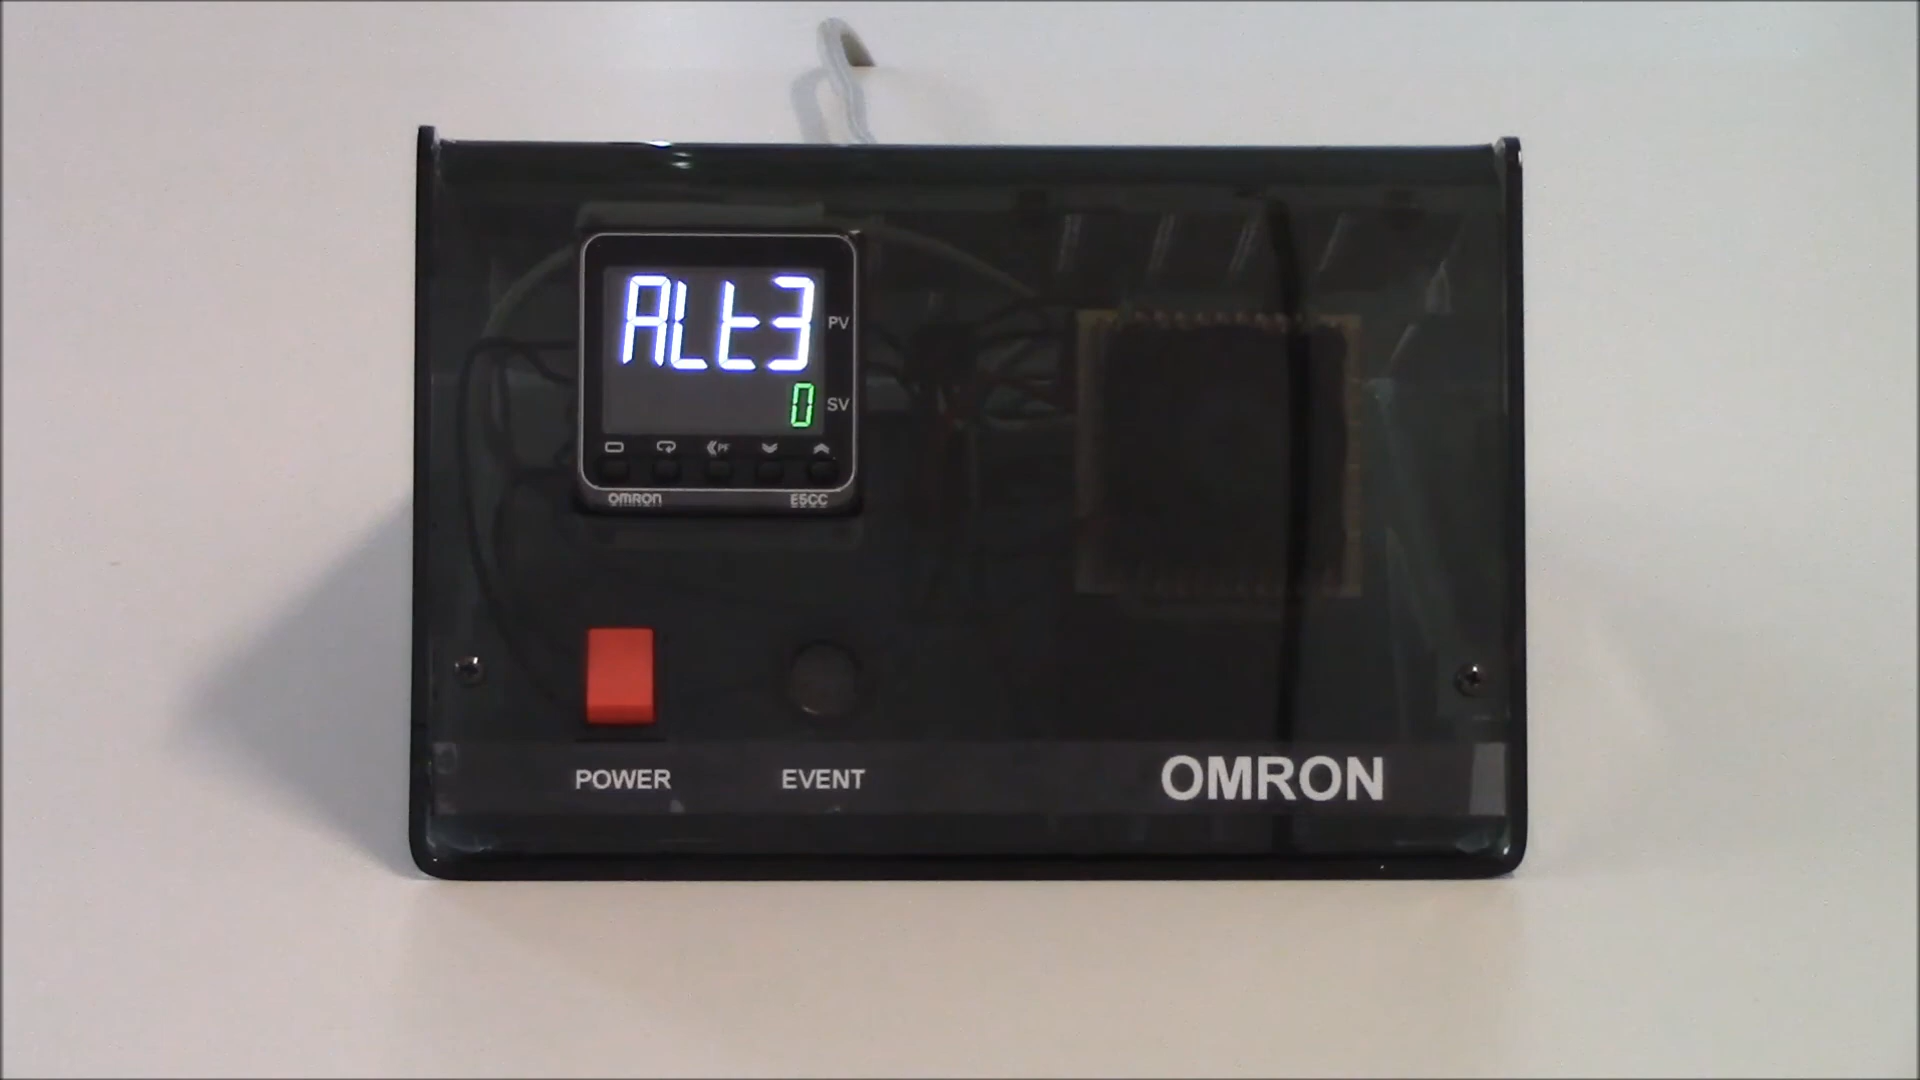 ALt3
PV
0
SV
PF
OMRON E5CC
POWER EVENT
OMRON